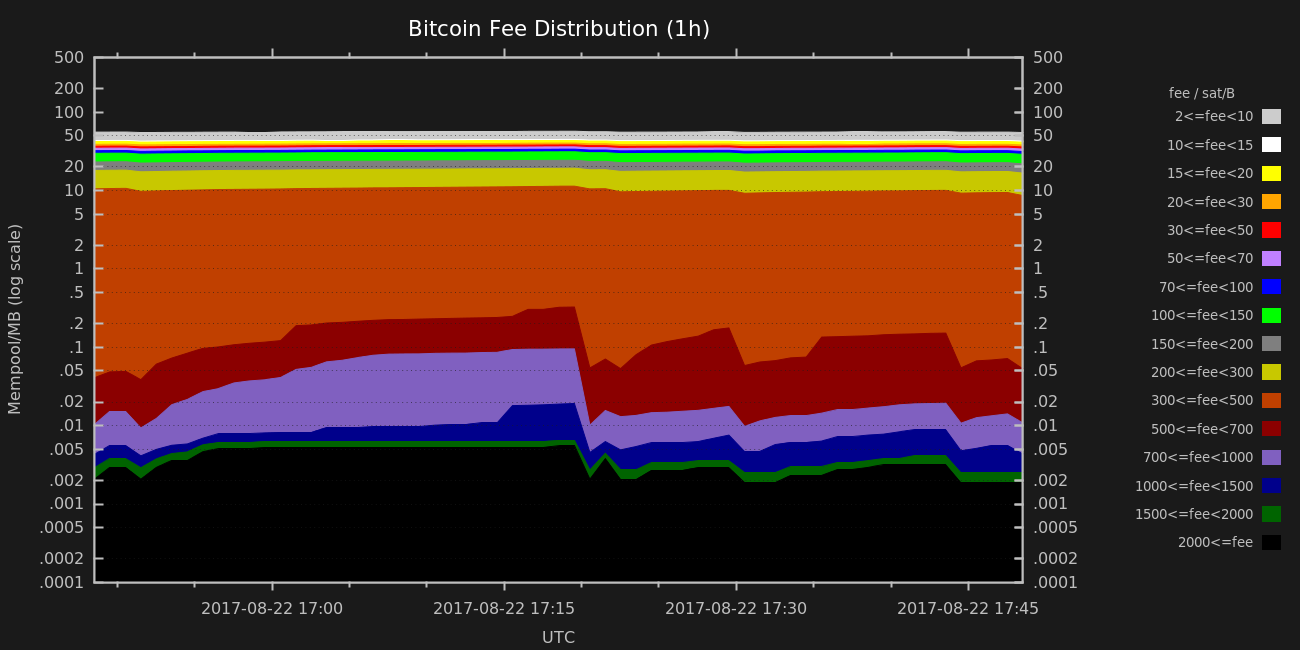 Bitcoin Fee Distribution (1h)
Mempool/MB (log scale)
500
200
100
50
20
10
5
2
1
.5
.2
.1
.05
.02
.01
.005
.002
.001
.0005
.0002
.0001
500
200
100
50
20
10
5
2
1
.5
.2
.1
.05
.02
.01
.005
.002
.001
.0005
.0002
.0001
2017-08-22 17:00
2017-08-22 17:15
2017-08-22 17:30
2017-08-22 17:45
UTC
fee / sat/B
2<=fee<10
10<=fee<15
15<=fee<20
20<=fee<30
30<=fee<50
50<=fee<70
70<=fee<100
100<=fee<150
150<=fee<200
200<=fee<300
300<=fee<500
500<=fee<700
700<=fee<1000
1000<=fee<1500
1500<=fee<2000
2000<=fee